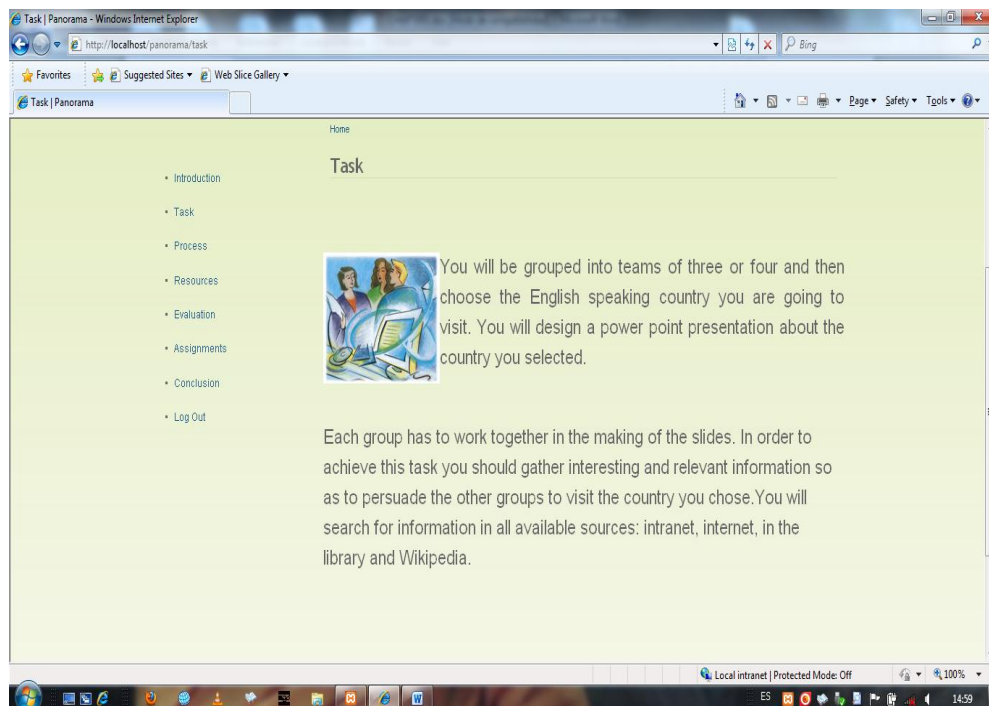 Task | Panorama - Windows Internet Explorer
http://localhost/panorama/task
Bing
Favorites Suggested Sites Web Slice Gallery
Task | Panorama
Page Safety Tools
Home
Task
Introduction
Task
Process
Resources
Evaluation
Assignments
Conclusion
Log Out
You will be grouped into teams of three or four and then
choose the English speaking country you are going to
visit. You will design a power point presentation about the
country you selected.
Each group has to work together in the making of the slides. In order to
achieve this task you should gather interesting and relevant information so
as to persuade the other groups to visit the country you chose.You will
search for information in all available sources: intranet, internet, in the
library and Wikipedia.
Local intranet | Protected Mode: Off 100%
ES 14:59